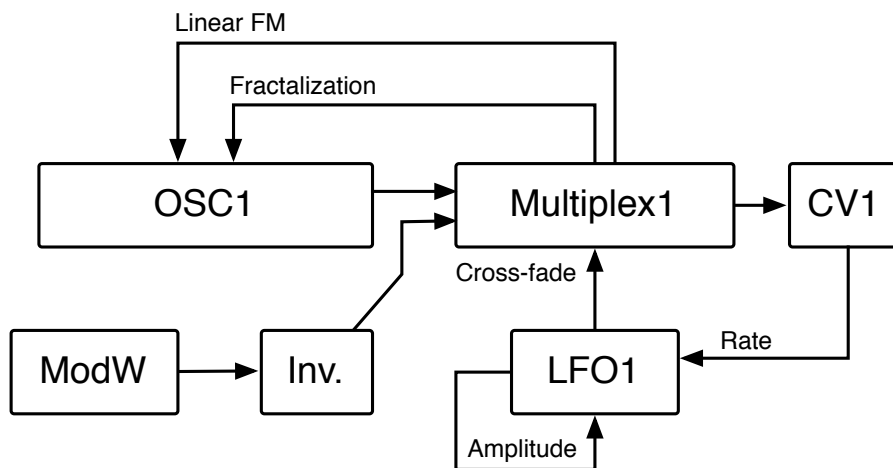 Linear FM
Fractalization
OSC1
Multiplex1
CV1
Cross-fade
ModW
Inv.
LFO1
Rate
Amplitude